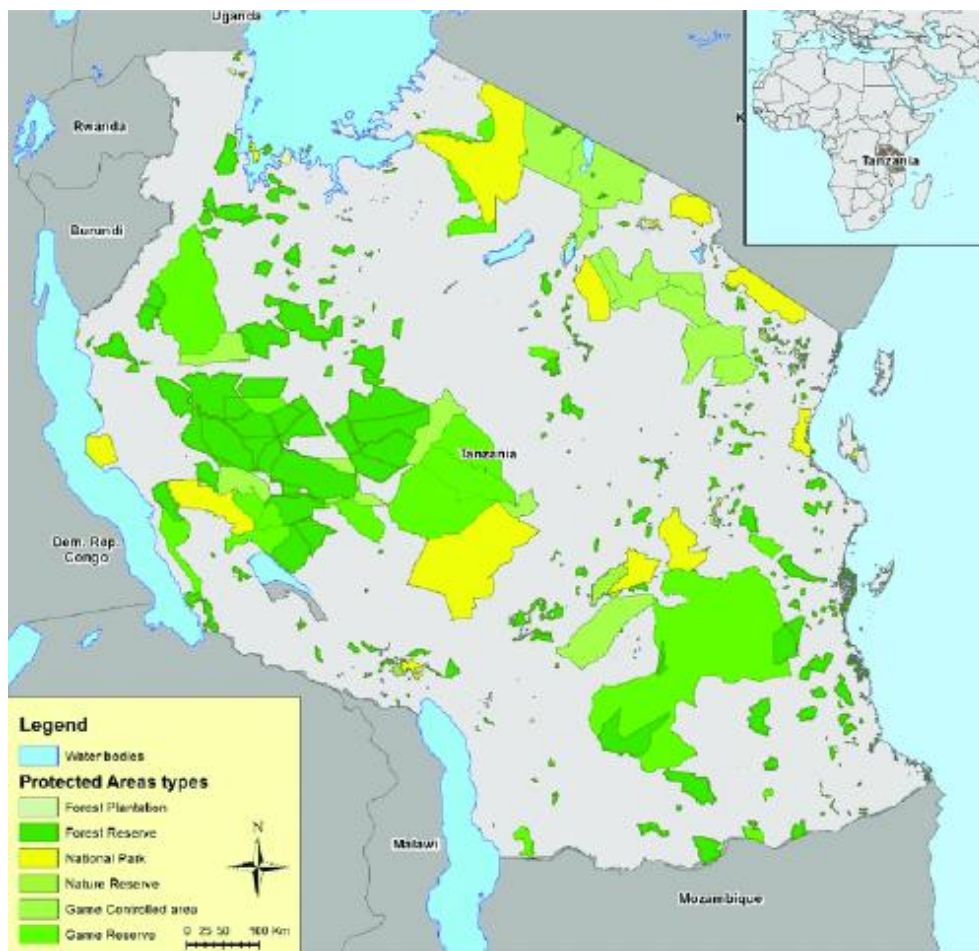 Uganda
Rwanda
K
Tanzania
Burundi
Tanzania
Dem. Rep.
Congo
Legend
Water bodies
Protected Areas types
Forest Plantation
Forest Reserve
National Park
Nature Reserve
Game Controlled area
Game Reserve
N
0 25 50 100 Km
Malawi
Mozambique